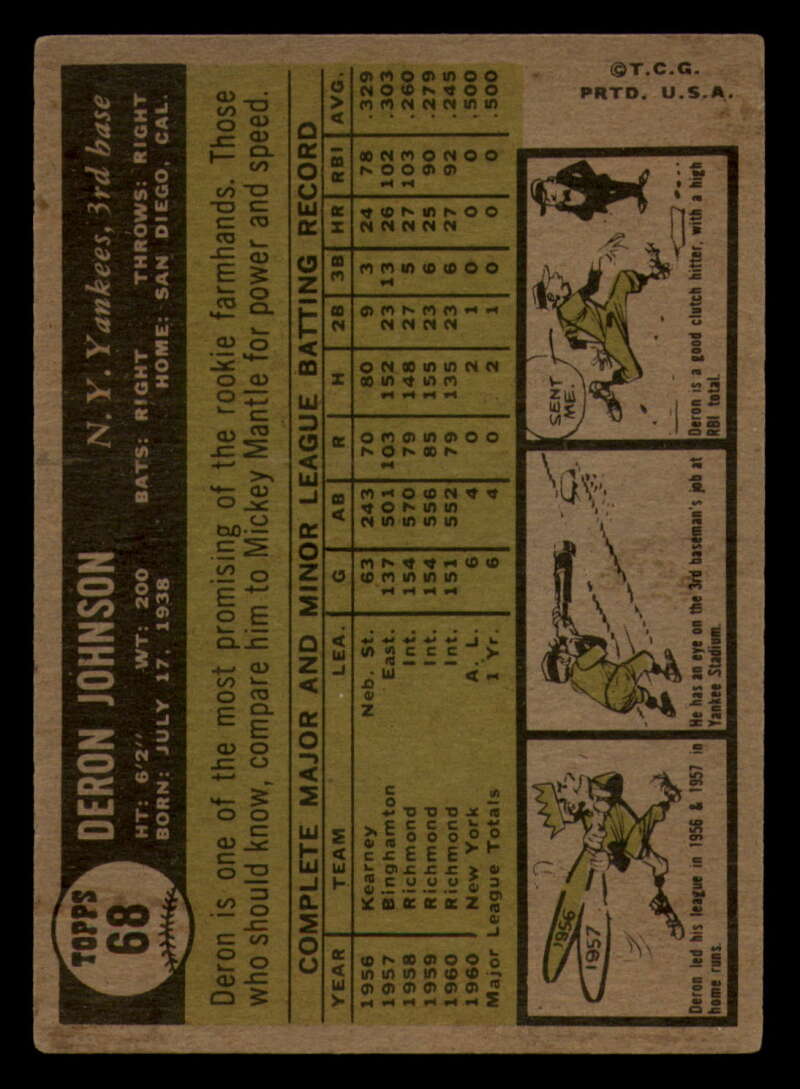 TOPPS
68
DERON JOHNSON N. Y. Yankees, 3rd base
HT: 6'2" WT: 200 BATS: RIGHT THROWS: RIGHT
BORN: JULY 17, 1938 HOME: SAN DIEGO, CAL.
Deron is one of the most promising of the rookie farmhands. Those
who should know, compare him to Mickey Mantle for power and speed.
COMPLETE MAJOR AND MINOR LEAGUE BATTING RECORD
YEAR TEAM LEA. G AB R H 2B 3B HR RBI AVG.
1956 Kearney Neb. St. 63 243 70 80 9 3 24 78 .329
1957 Binghamton East. 137 501 103 152 23 13 26 102 .303
1958 Richmond Int. 154 570 79 148 27 5 27 103 .260
1959 Richmond Int. 154 556 85 155 23 6 25 90 .279
1960 Richmond Int. 151 552 79 135 23 6 27 92 .245
1960 New York A. L. 6 4 0 2 1 0 0 0 .500
Major League Totals 1 Yr. 6 4 0 2 1 0 0 0 .500
1956
1957
Deron led his league in 1956 & 1957 in
home runs.
He has an eye on the 3rd baseman's job at
Yankee Stadium.
SENT
ME.
Deron is a good clutch hitter, with a high
RBI total.
©T.C.G.
PRTD. U.S.A.